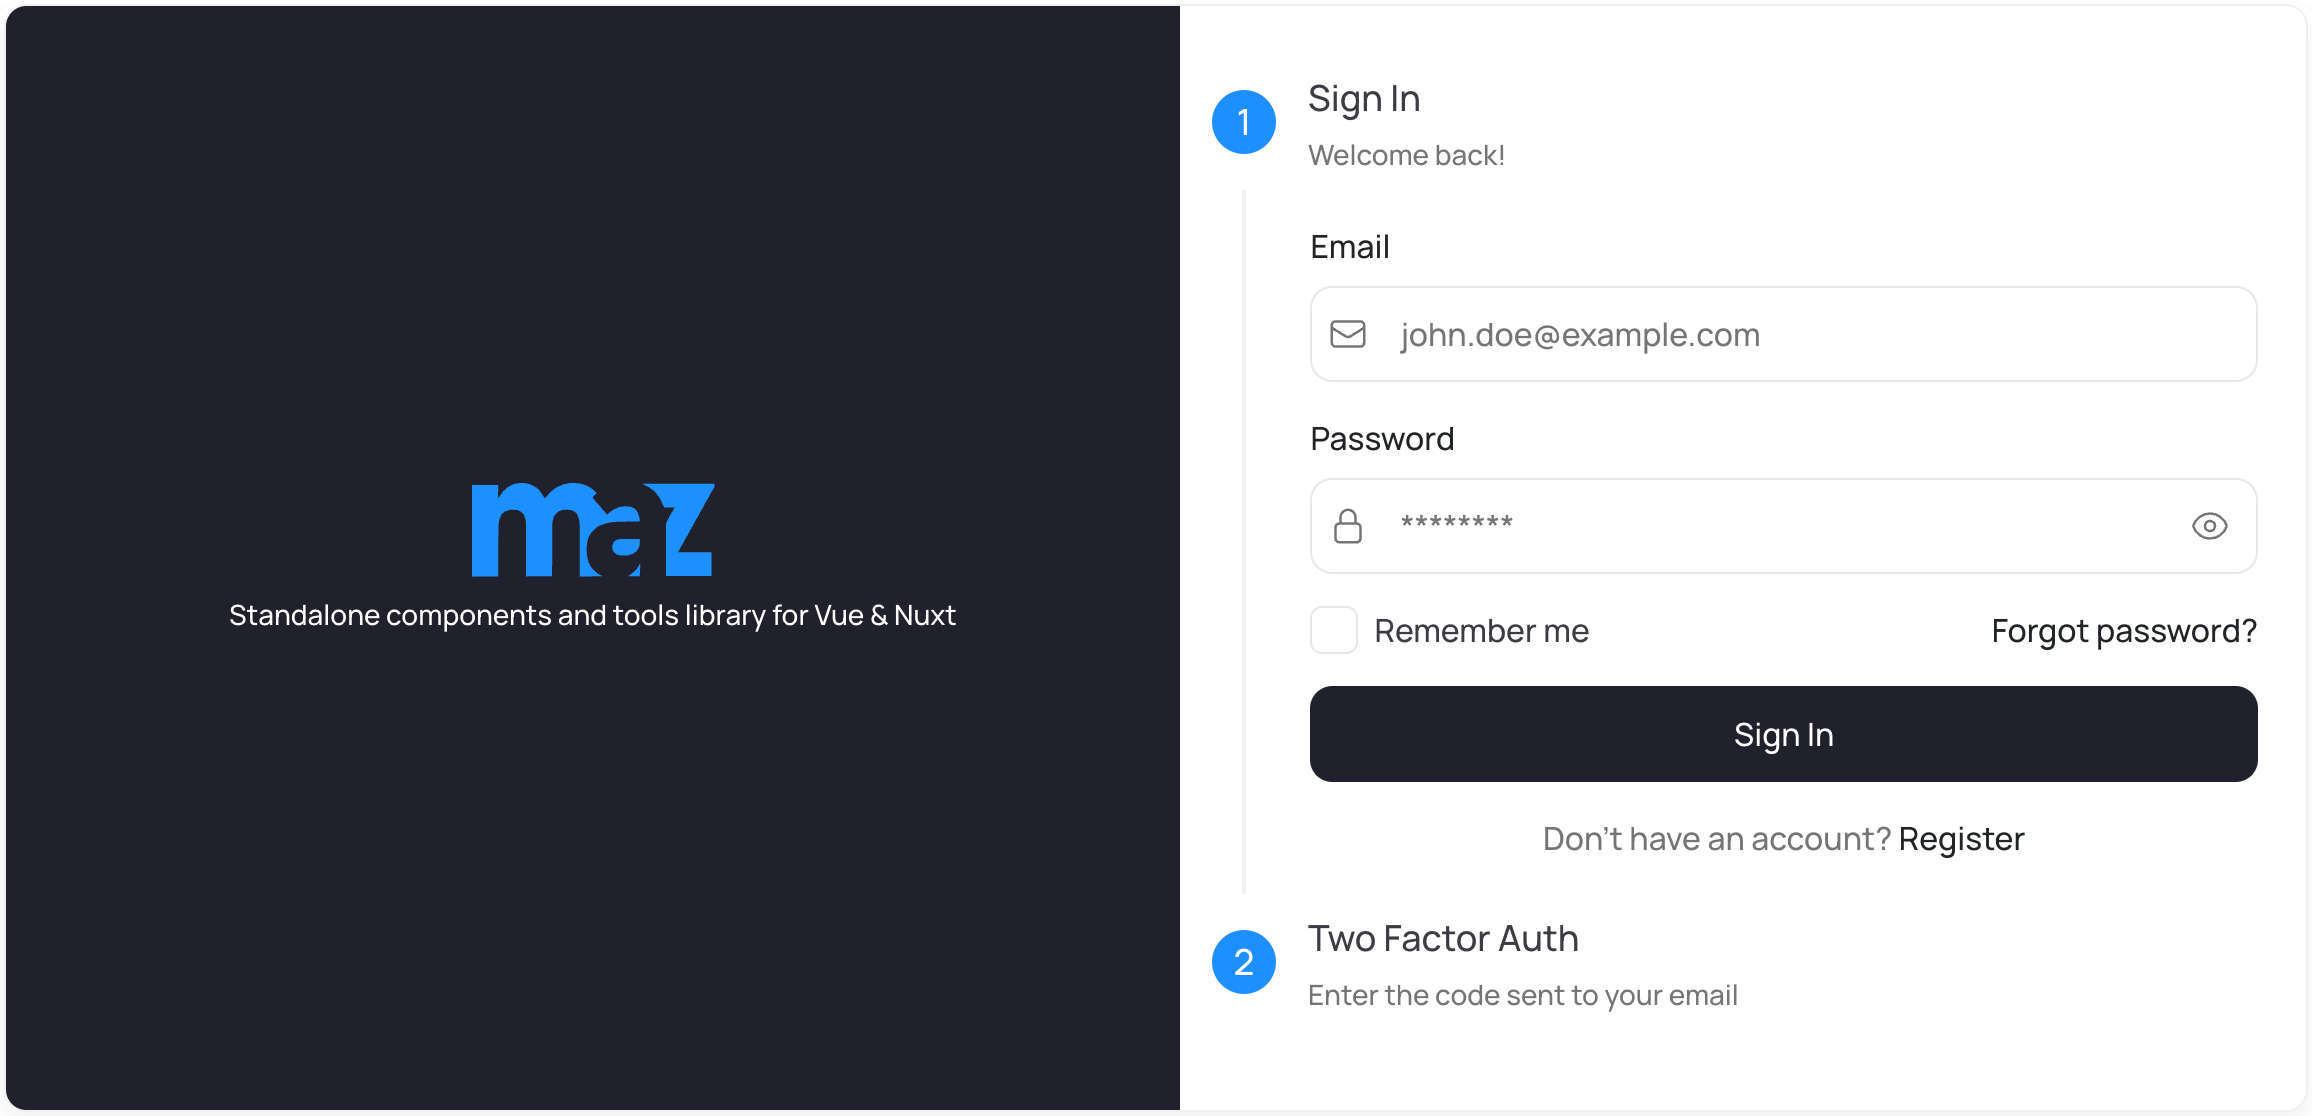 maz
Standalone components and tools library for Vue & Nuxt
1
Sign In
Welcome back!
Email
john.doe@example.com
Password
********
Remember me
Forgot password?
Sign In
Don't have an account? Register
2
Two Factor Auth
Enter the code sent to your email